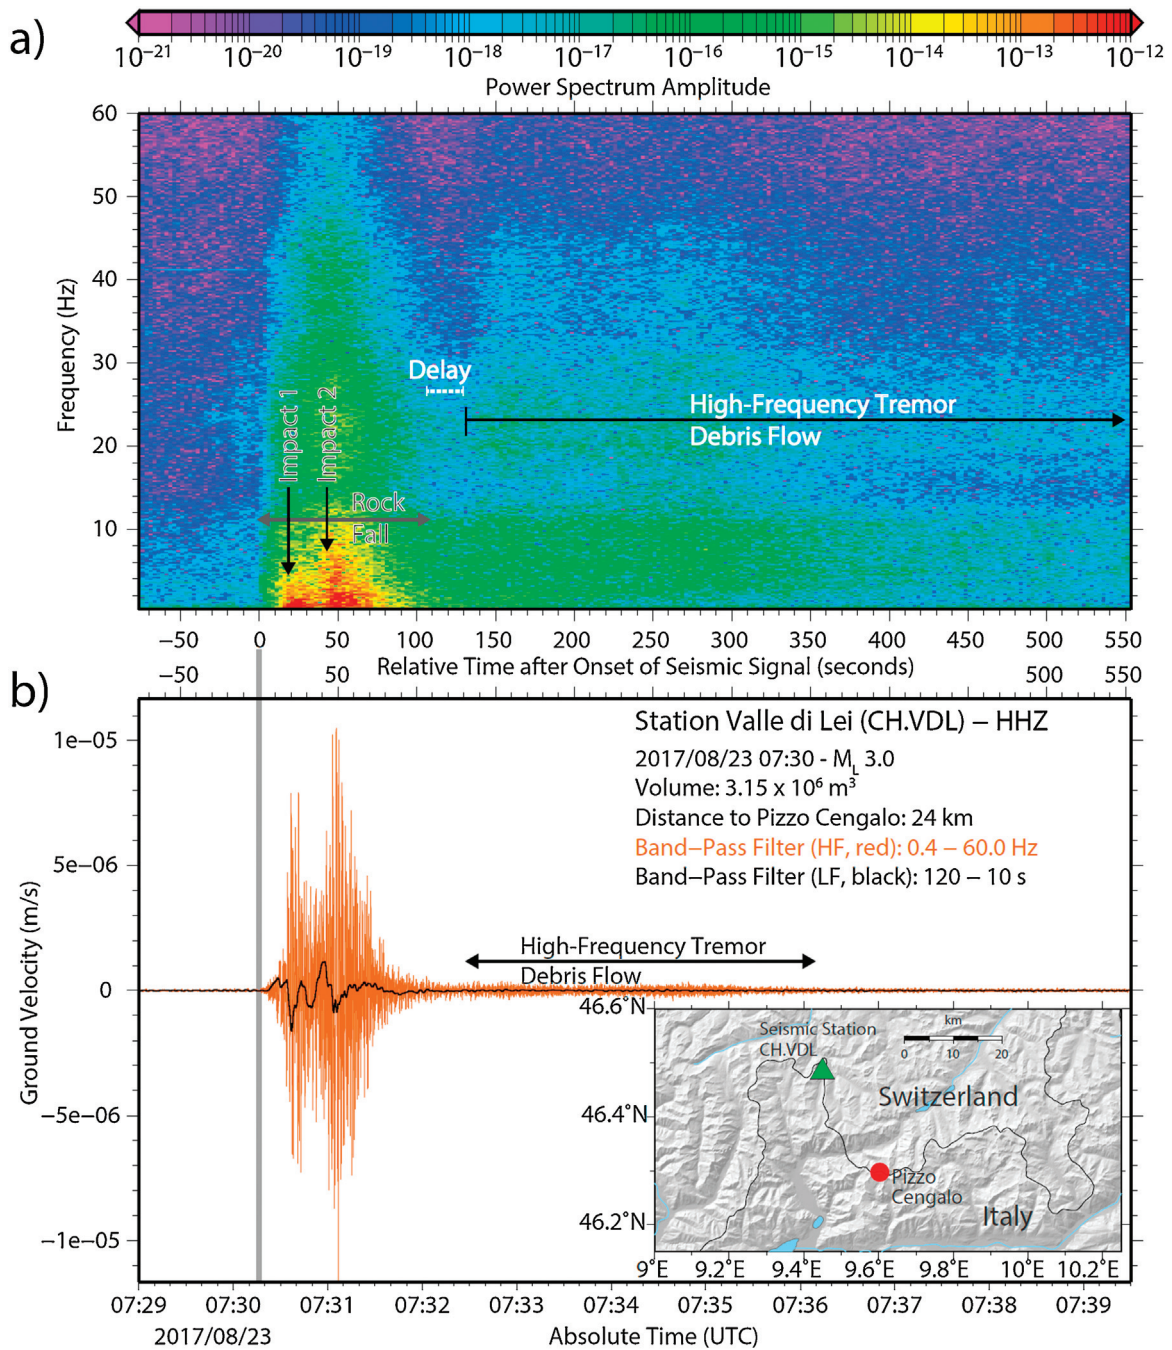 a)
10-21 10-20 10-19 10-18 10-17 10-16 10-15 10-14 10-13 10-12
Power Spectrum Amplitude
60
50
40
30
20
10
Frequency (Hz)
Delay
High-Frequency Tremor
Debris Flow
Impact 1
Impact 2
Rock
Fall
−50 0 50 100 150 200 250 300 350 400 450 500 550
Relative Time after Onset of Seismic Signal (seconds)
−50 50 500 550
b)
Station Valle di Lei (CH.VDL) − HHZ
2017/08/23 07:30 - ML 3.0
Volume: 3.15 x 10⁶ m³
Distance to Pizzo Cengalo: 24 km
Band−Pass Filter (HF, red): 0.4 − 60.0 Hz
Band−Pass Filter (LF, black): 120 − 10 s
1e−05
5e−06
0
−5e−06
−1e−05
Ground Velocity (m/s)
High-Frequency Tremor
Debris Flow
46.6°N
46.4°N
46.2°N
Seismic Station
CH.VDL
km
0 10 20
Switzerland
Pizzo
Cengalo
Italy
9°E 9.2°E 9.4°E 9.6°E 9.8°E 10°E 10.2°E
07:29 07:30 07:31 07:32 07:33 07:34 07:35 07:36 07:37 07:38 07:39
2017/08/23
Absolute Time (UTC)